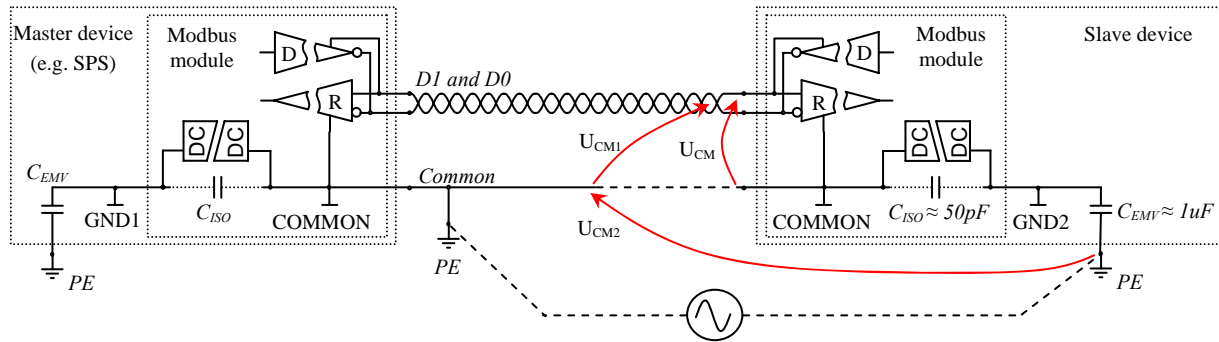 Master device
(e.g. SPS)
Modbus
module
D
R
DC
DC
C_EMV
GND1
C_ISO
COMMON
PE
D1 and D0
Common
PE
U_CM1
U_CM
U_CM2
Modbus
module
Slave device
D
R
DC
DC
COMMON
C_ISO ≈ 50pF
GND2
C_EMV ≈ 1uF
PE